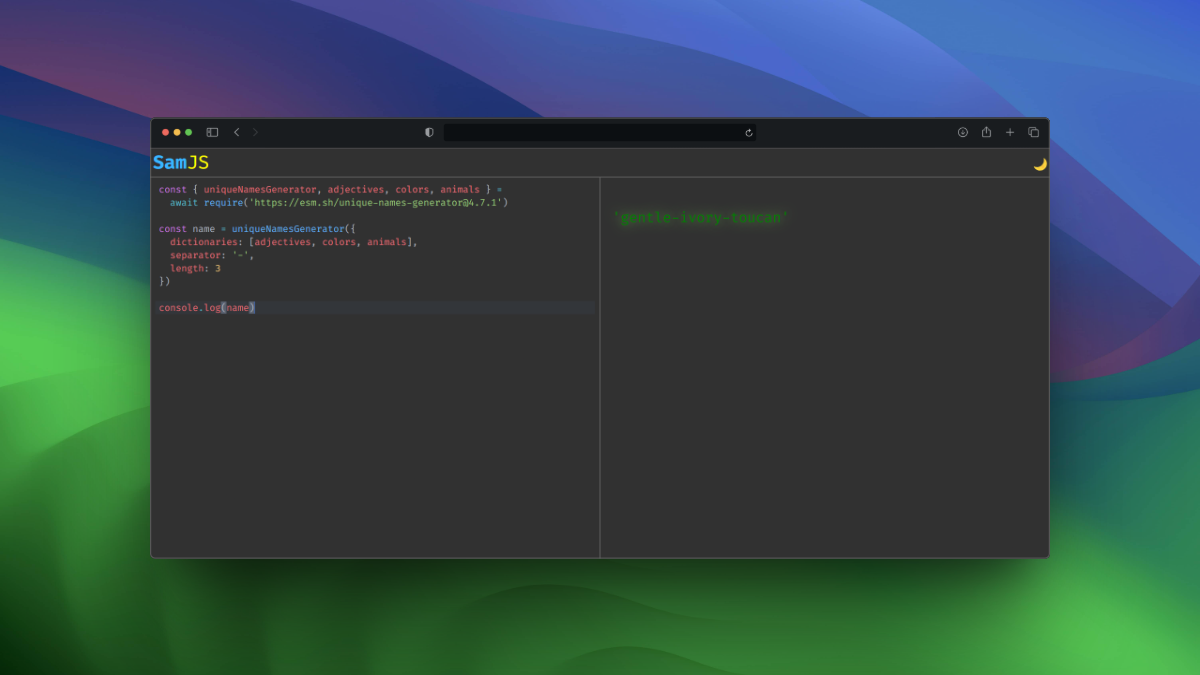 SamJS
const { uniqueNamesGenerator, adjectives, colors, animals } =
  await require('https://esm.sh/unique-names-generator@4.7.1')
const name = uniqueNamesGenerator({
  dictionaries: [adjectives, colors, animals],
  separator: '-',
  length: 3
})
console.log(name)
'gentle-ivory-toucan'